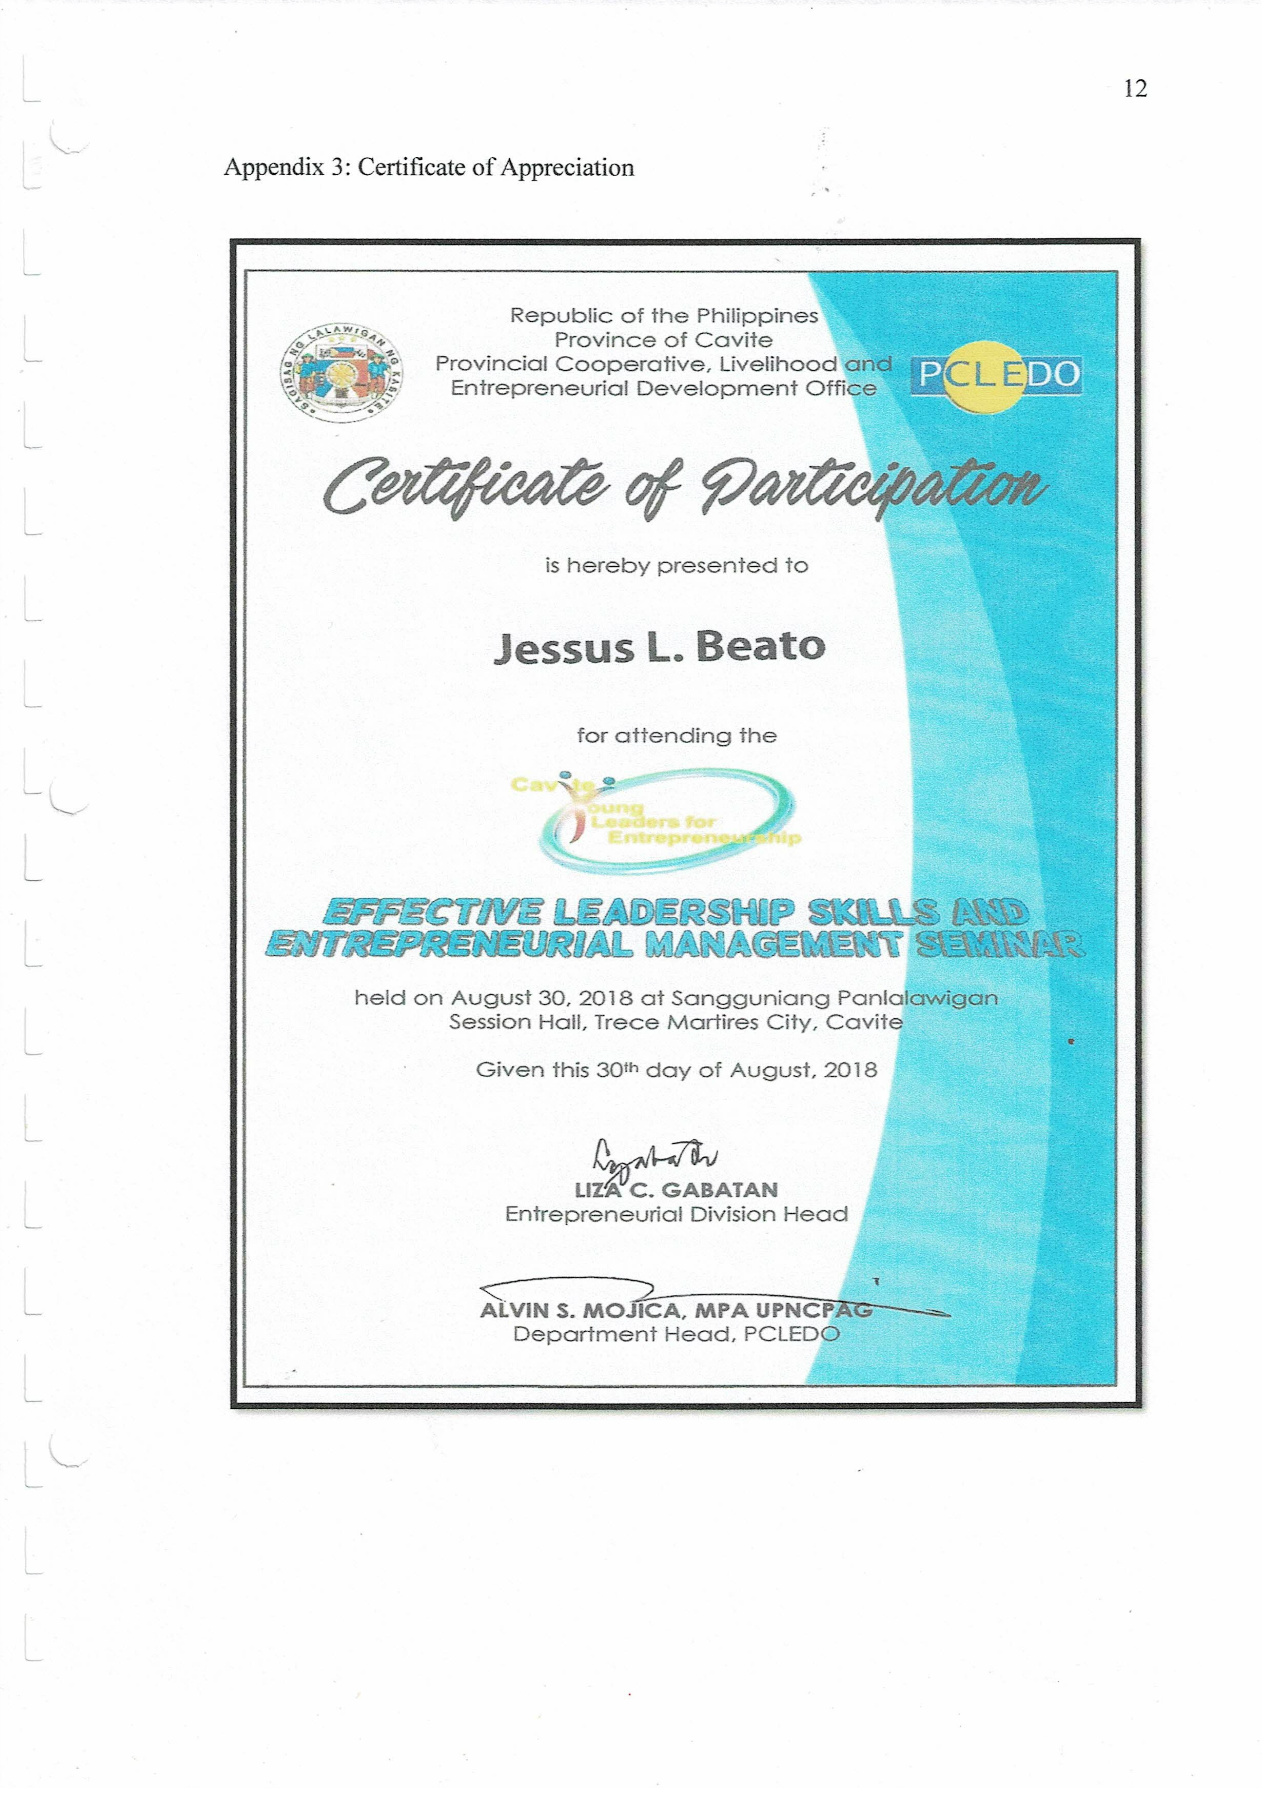 12
Appendix 3: Certificate of Appreciation
SAGISAG NG LALAWIGAN NG KABITE
Republic of the Philippines
Province of Cavite
Provincial Cooperative, Livelihood and
Entrepreneurial Development Office
PCLEDO
Certificate of Participation
is hereby presented to
Jessus L. Beato
for attending the
Cavite
Young
Leaders for
Entrepreneurship
EFFECTIVE LEADERSHIP SKILLS AND
ENTREPRENEURIAL MANAGEMENT SEMINAR
held on August 30, 2018 at Sangguniang Panlalawigan
Session Hall, Trece Martires City, Cavite
Given this 30th day of August, 2018
LIZA C. GABATAN
Entrepreneurial Division Head
ALVIN S. MOJICA, MPA UPNCPAG
Department Head, PCLEDO